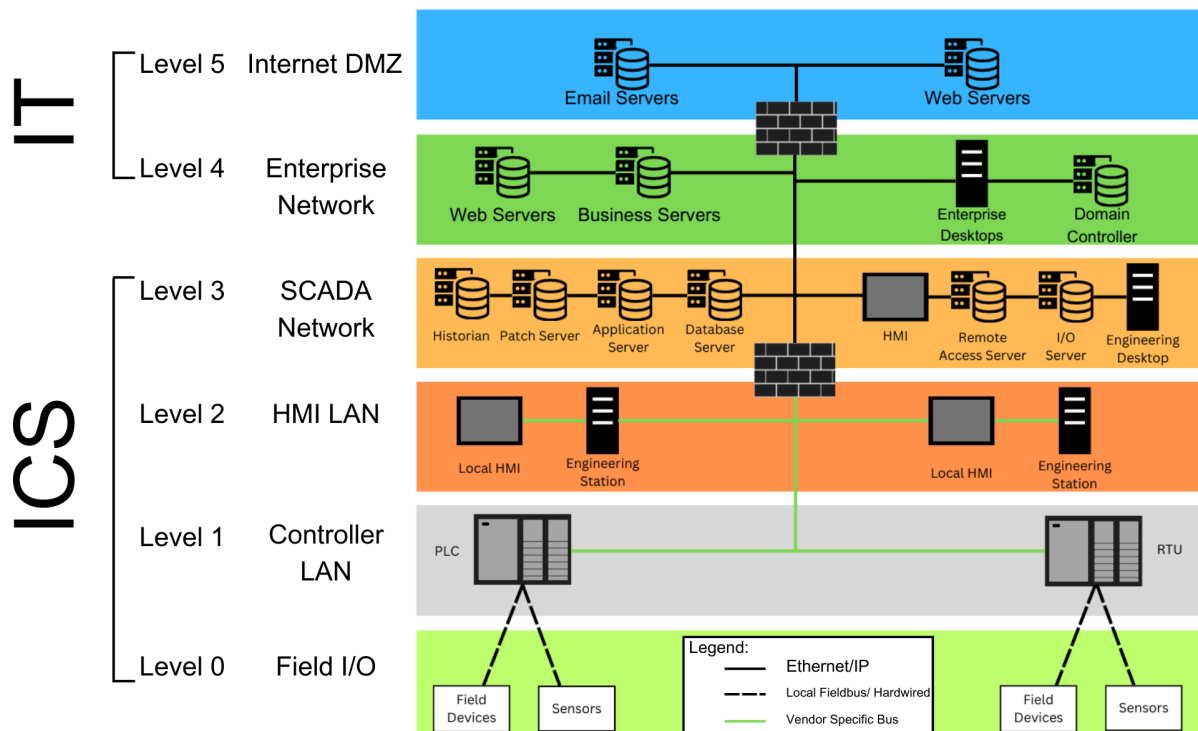 IT
Level 5 Internet DMZ
Email Servers
Web Servers
Level 4 Enterprise
Network
Web Servers
Business Servers
Enterprise
Desktops
Domain
Controller
ICS
Level 3 SCADA
Network
Historian
Patch Server
Application
Server
Database
Server
HMI
Remote
Access Server
I/O
Server
Engineering
Desktop
Level 2 HMI LAN
Local HMI
Engineering
Station
Local HMI
Engineering
Station
Level 1 Controller
LAN
PLC
RTU
Level 0 Field I/O
Field
Devices
Sensors
Legend:
Ethernet/IP
Local Fieldbus/ Hardwired
Vendor Specific Bus
Field
Devices
Sensors